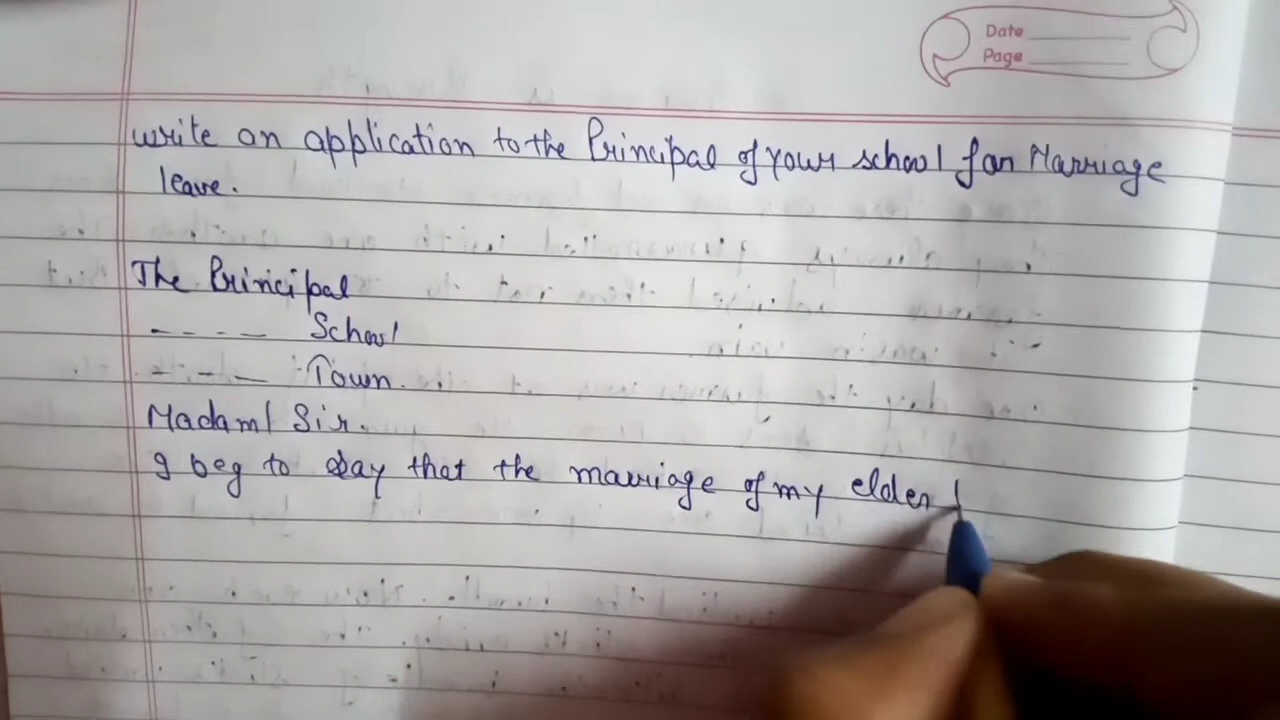 Date
Page
write an application to the Principal of your school for Marriage
leave.
The Principal
---- School
---- Town.
Madam/ Sir.
I beg to say that the marriage of my elder